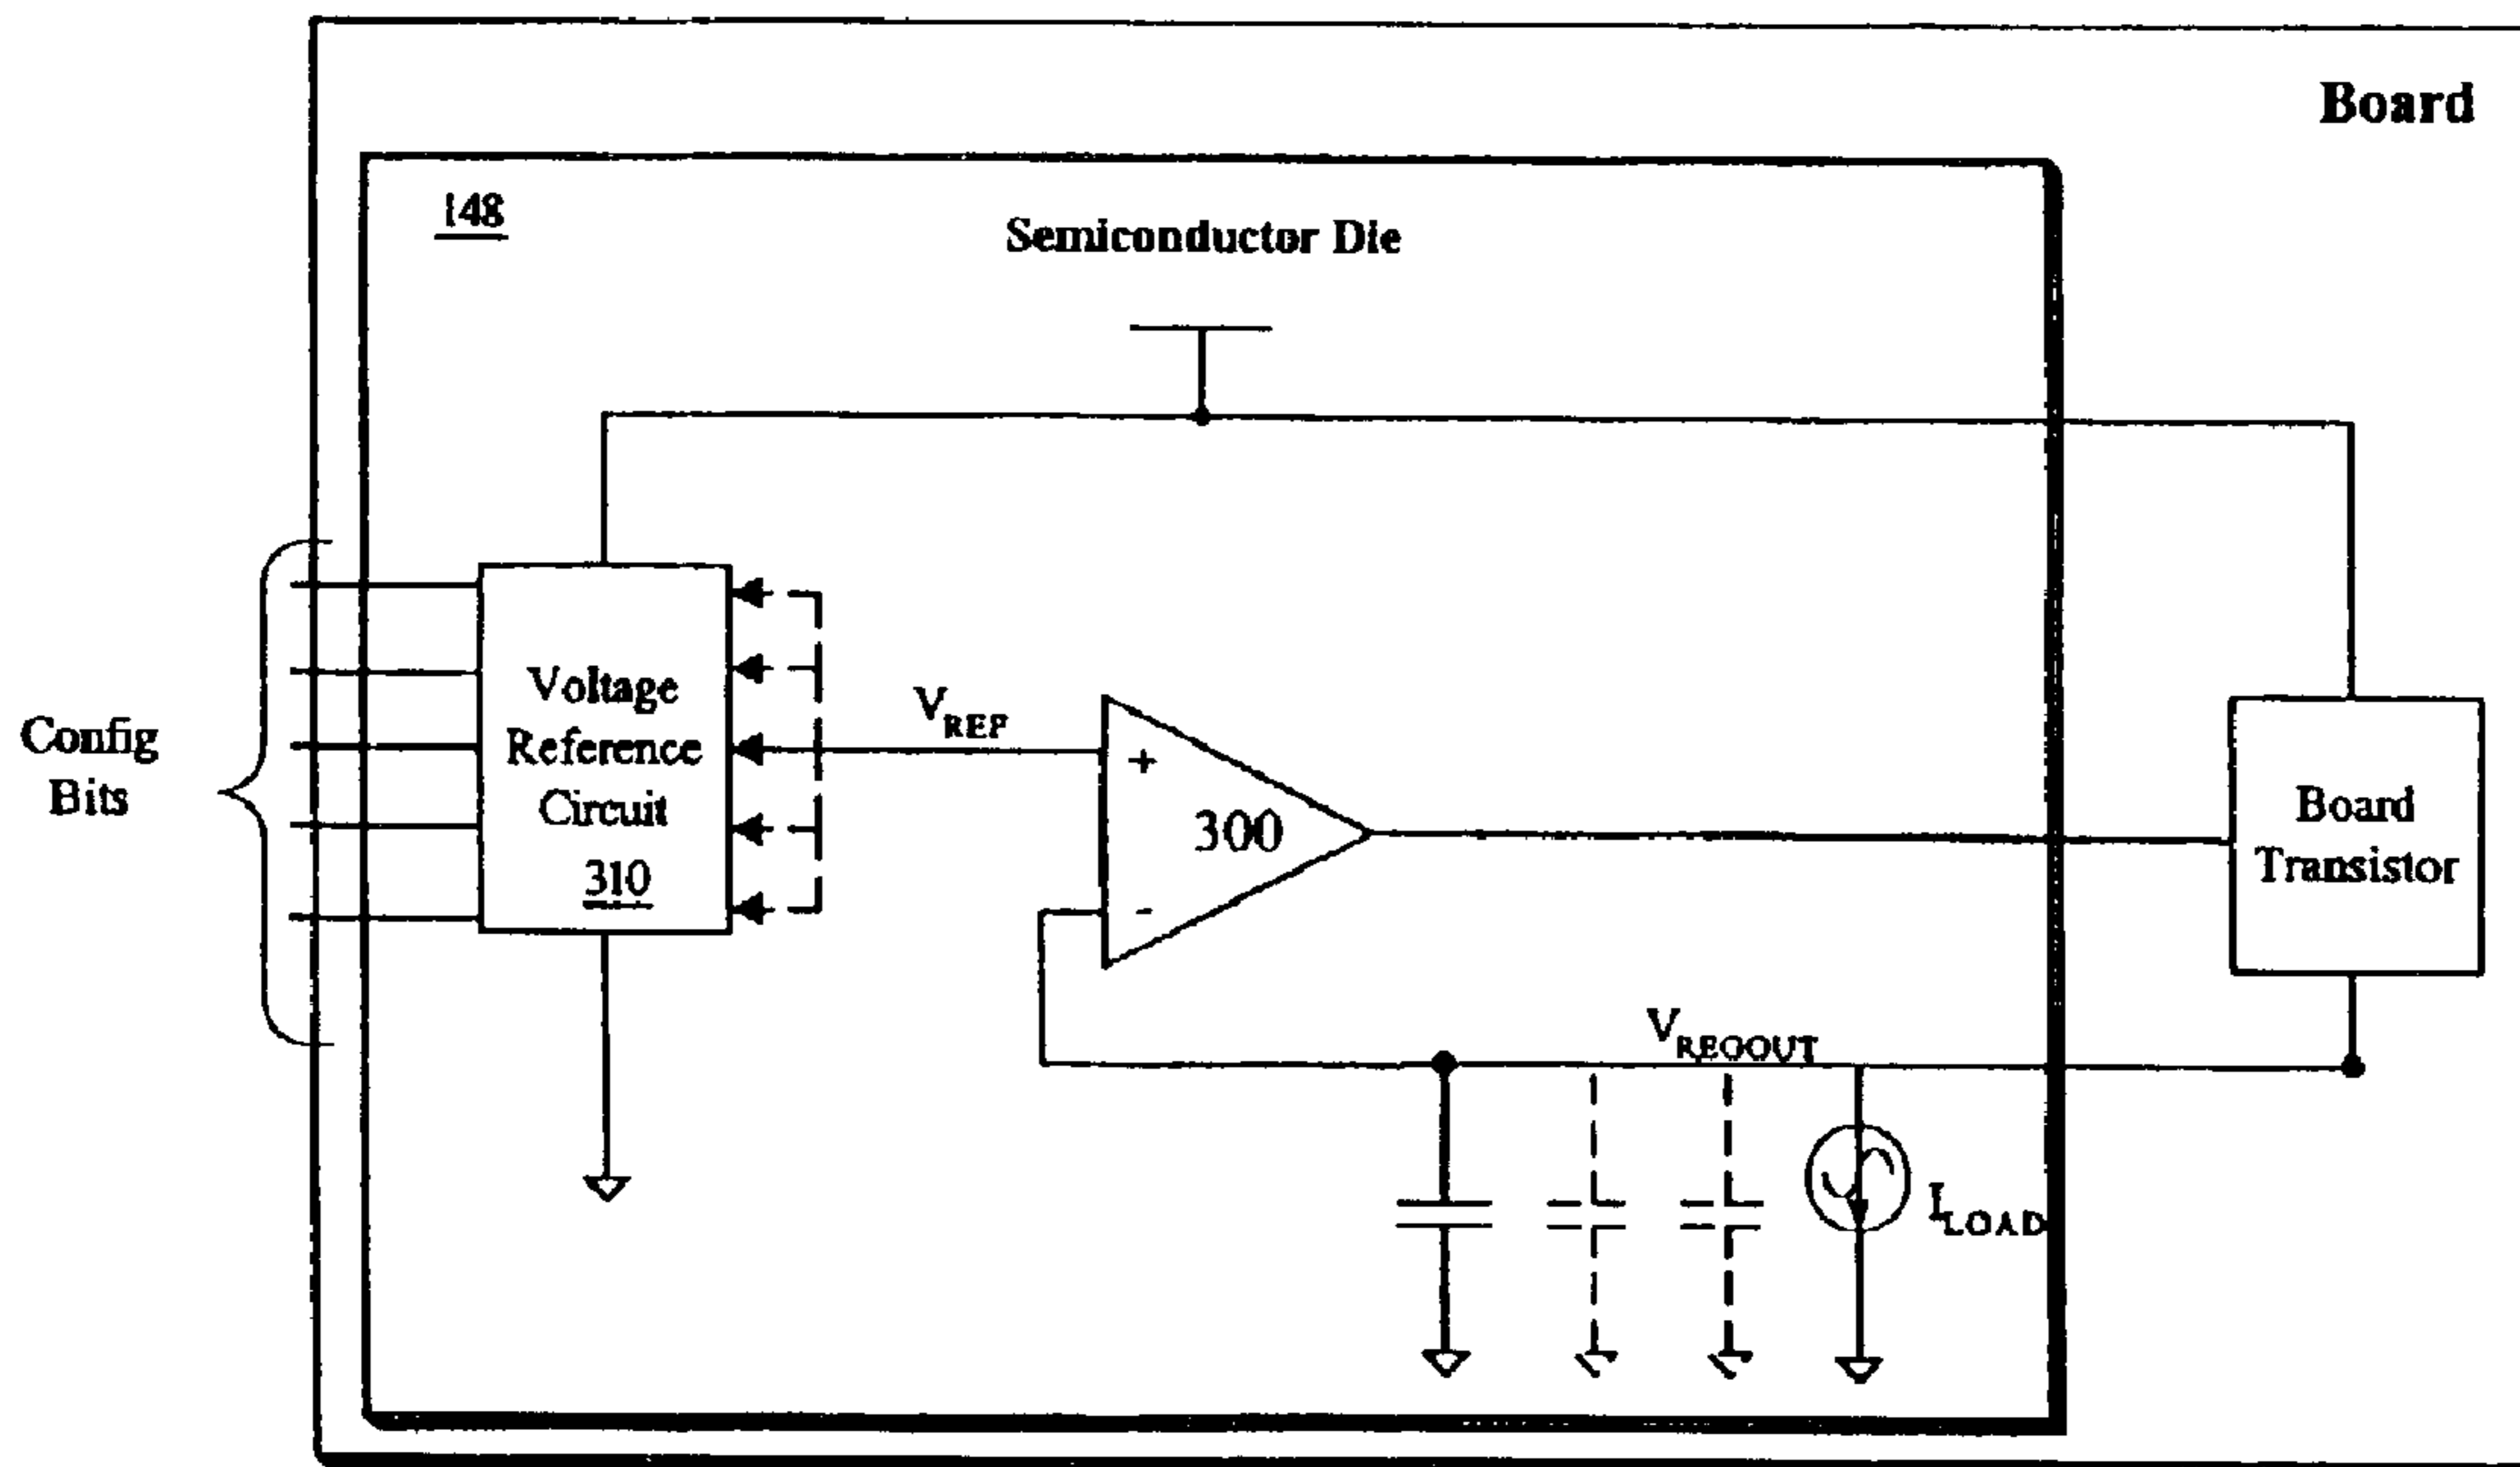 Board
148
Semiconductor Die
Config
Bits
Voltage
Reference
Circuit
310
VREF
+
-
300
Board
Transistor
VREGOUT
ILOAD